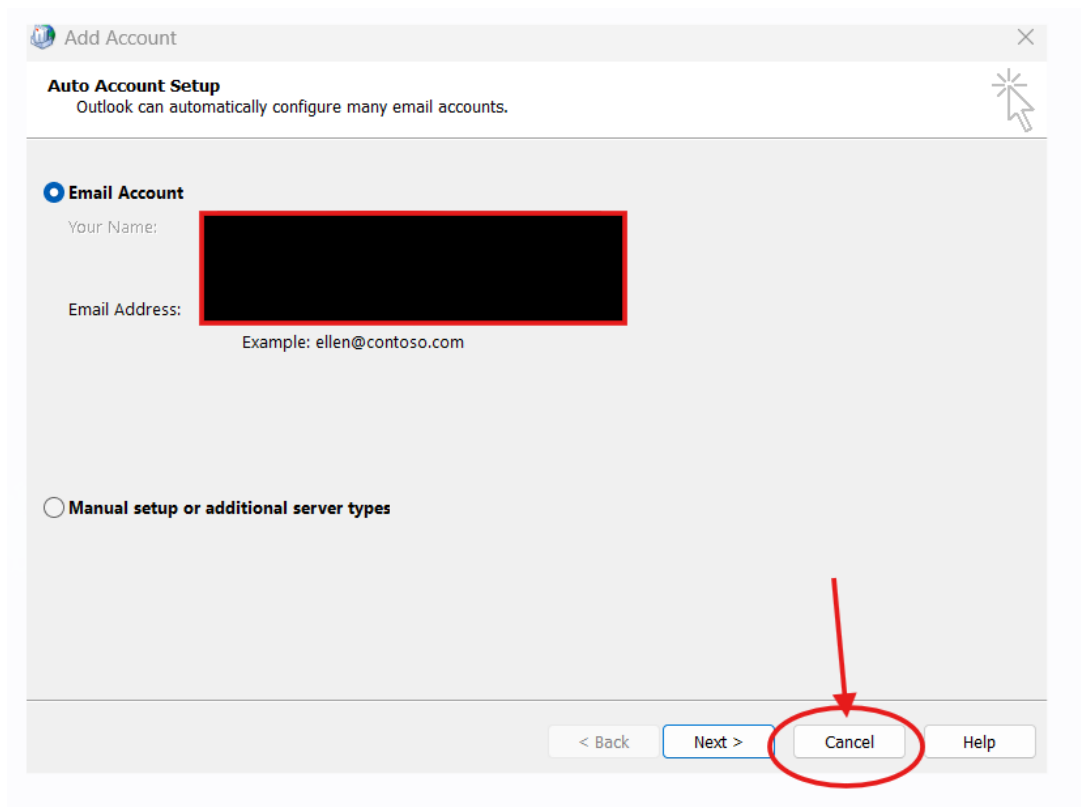 Add Account
Auto Account Setup
Outlook can automatically configure many email accounts.
Email Account
Your Name:
Email Address:
Example: ellen@contoso.com
Manual setup or additional server types
< Back Next > Cancel Help